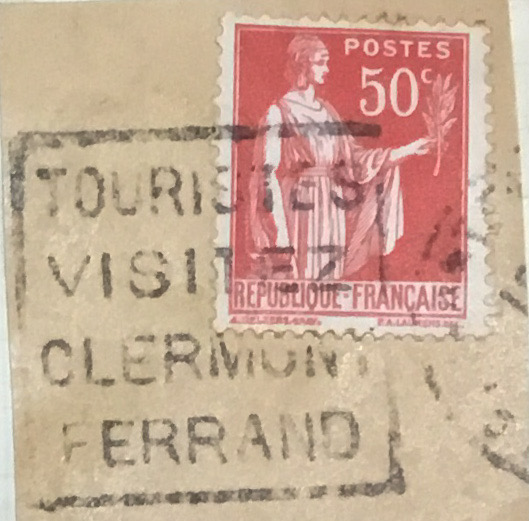 POSTES
50c
TOURISTES
VISITEZ
RÉPUBLIQUE-FRANÇAISE
CLERMONT
FERRAND